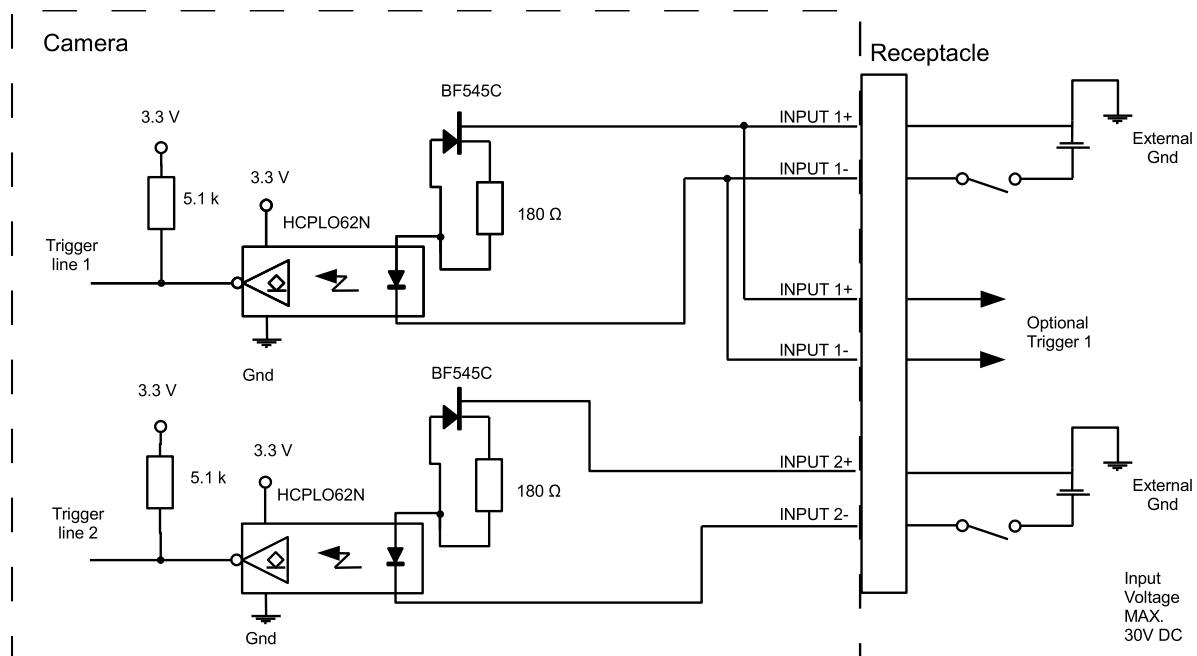 Camera
Receptacle
BF545C
3.3 V
INPUT 1+
External
Gnd
INPUT 1-
3.3 V
5.1 k
HCPLO62N
180 Ω
Trigger
line 1
INPUT 1+
Optional
Trigger 1
INPUT 1-
Gnd
BF545C
3.3 V
3.3 V
INPUT 2+
5.1 k
HCPLO62N
180 Ω
External
Gnd
Trigger
line 2
INPUT 2-
Gnd
Input
Voltage
MAX.
30V DC